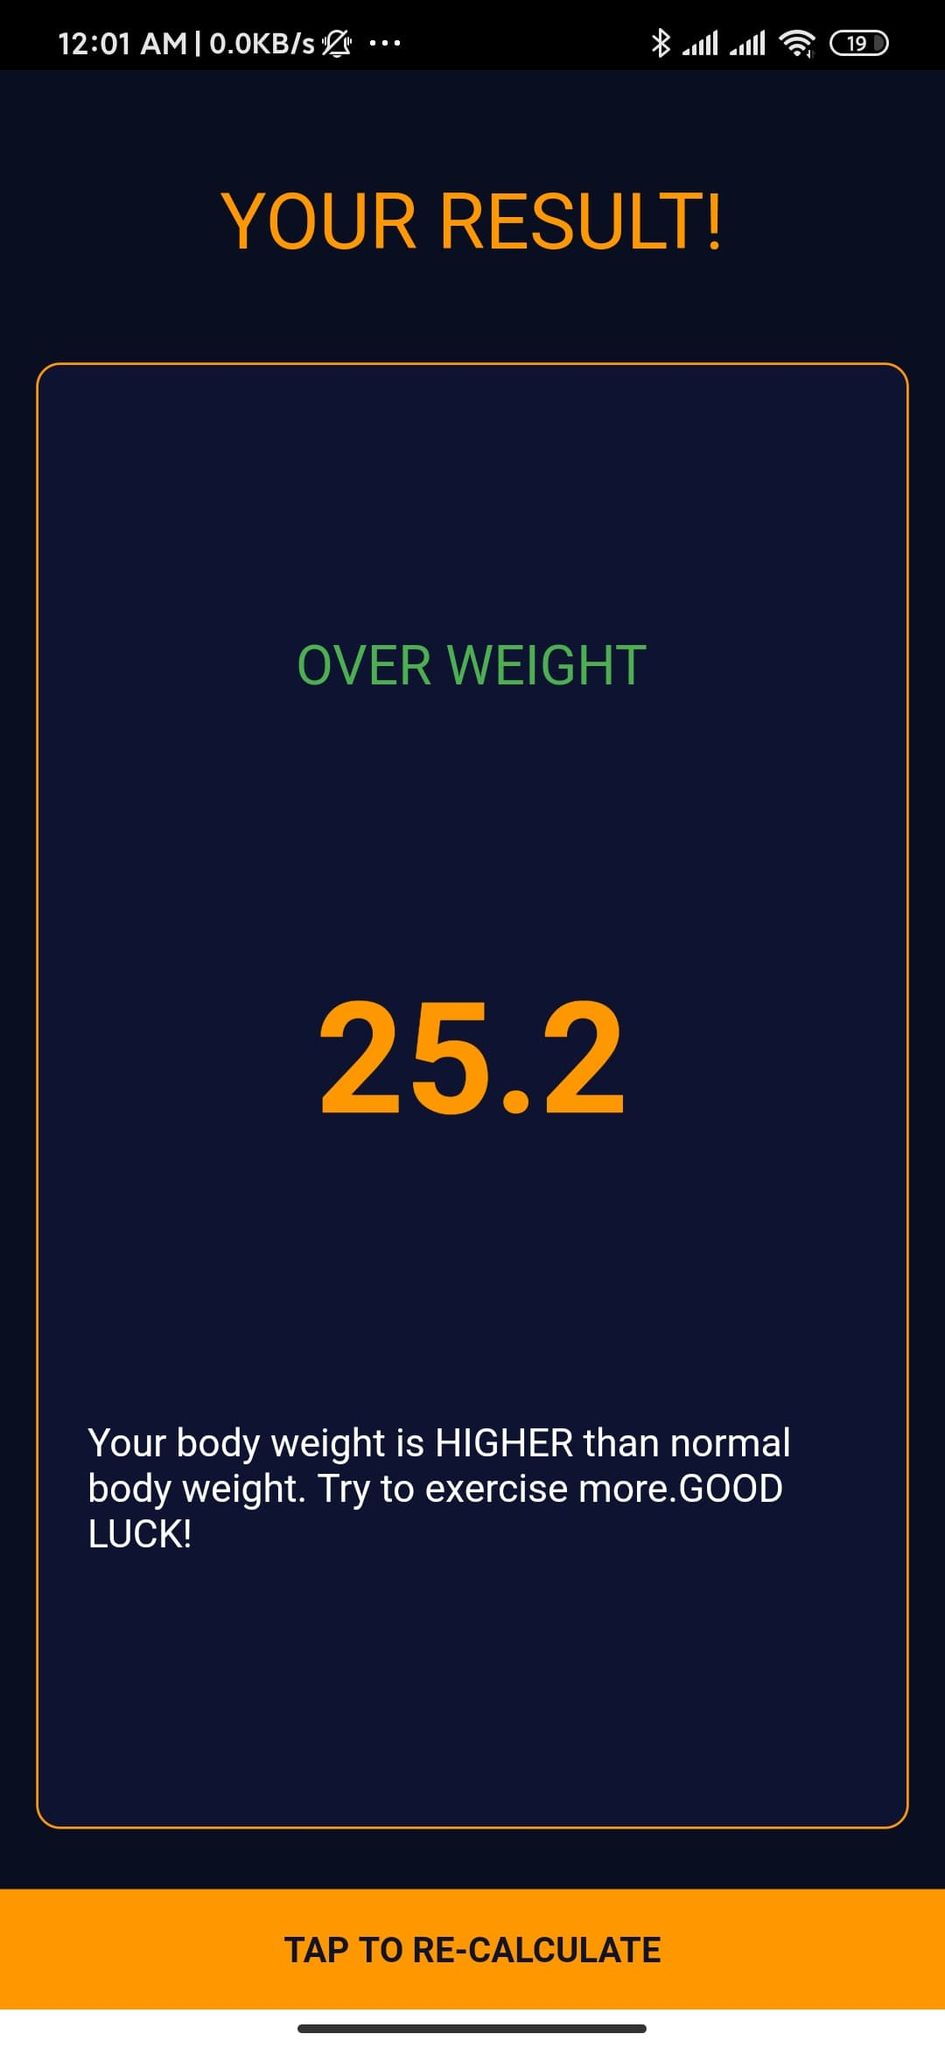 12:01 AM | 0.0KB/s ...
19
YOUR RESULT!
OVER WEIGHT
25.2
Your body weight is HIGHER than normal
body weight. Try to exercise more.GOOD
LUCK!
TAP TO RE-CALCULATE